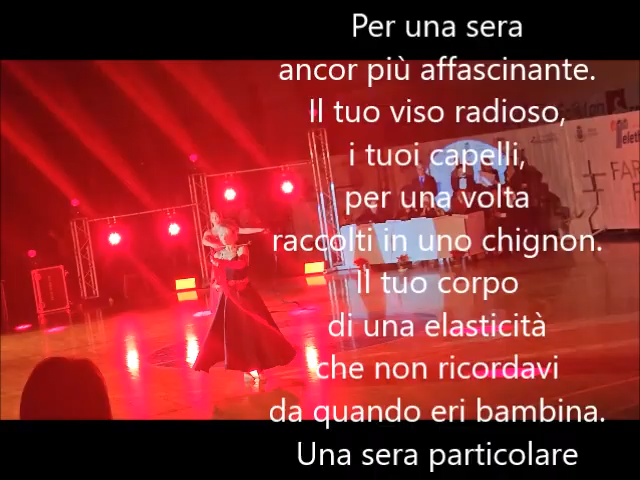 Per una sera
ancor più affascinante.
Il tuo viso radioso,
i tuoi capelli,
per una volta
raccolti in uno chignon.
Il tuo corpo
di una elasticità
che non ricordavi
da quando eri bambina.
Una sera particolare
FAR